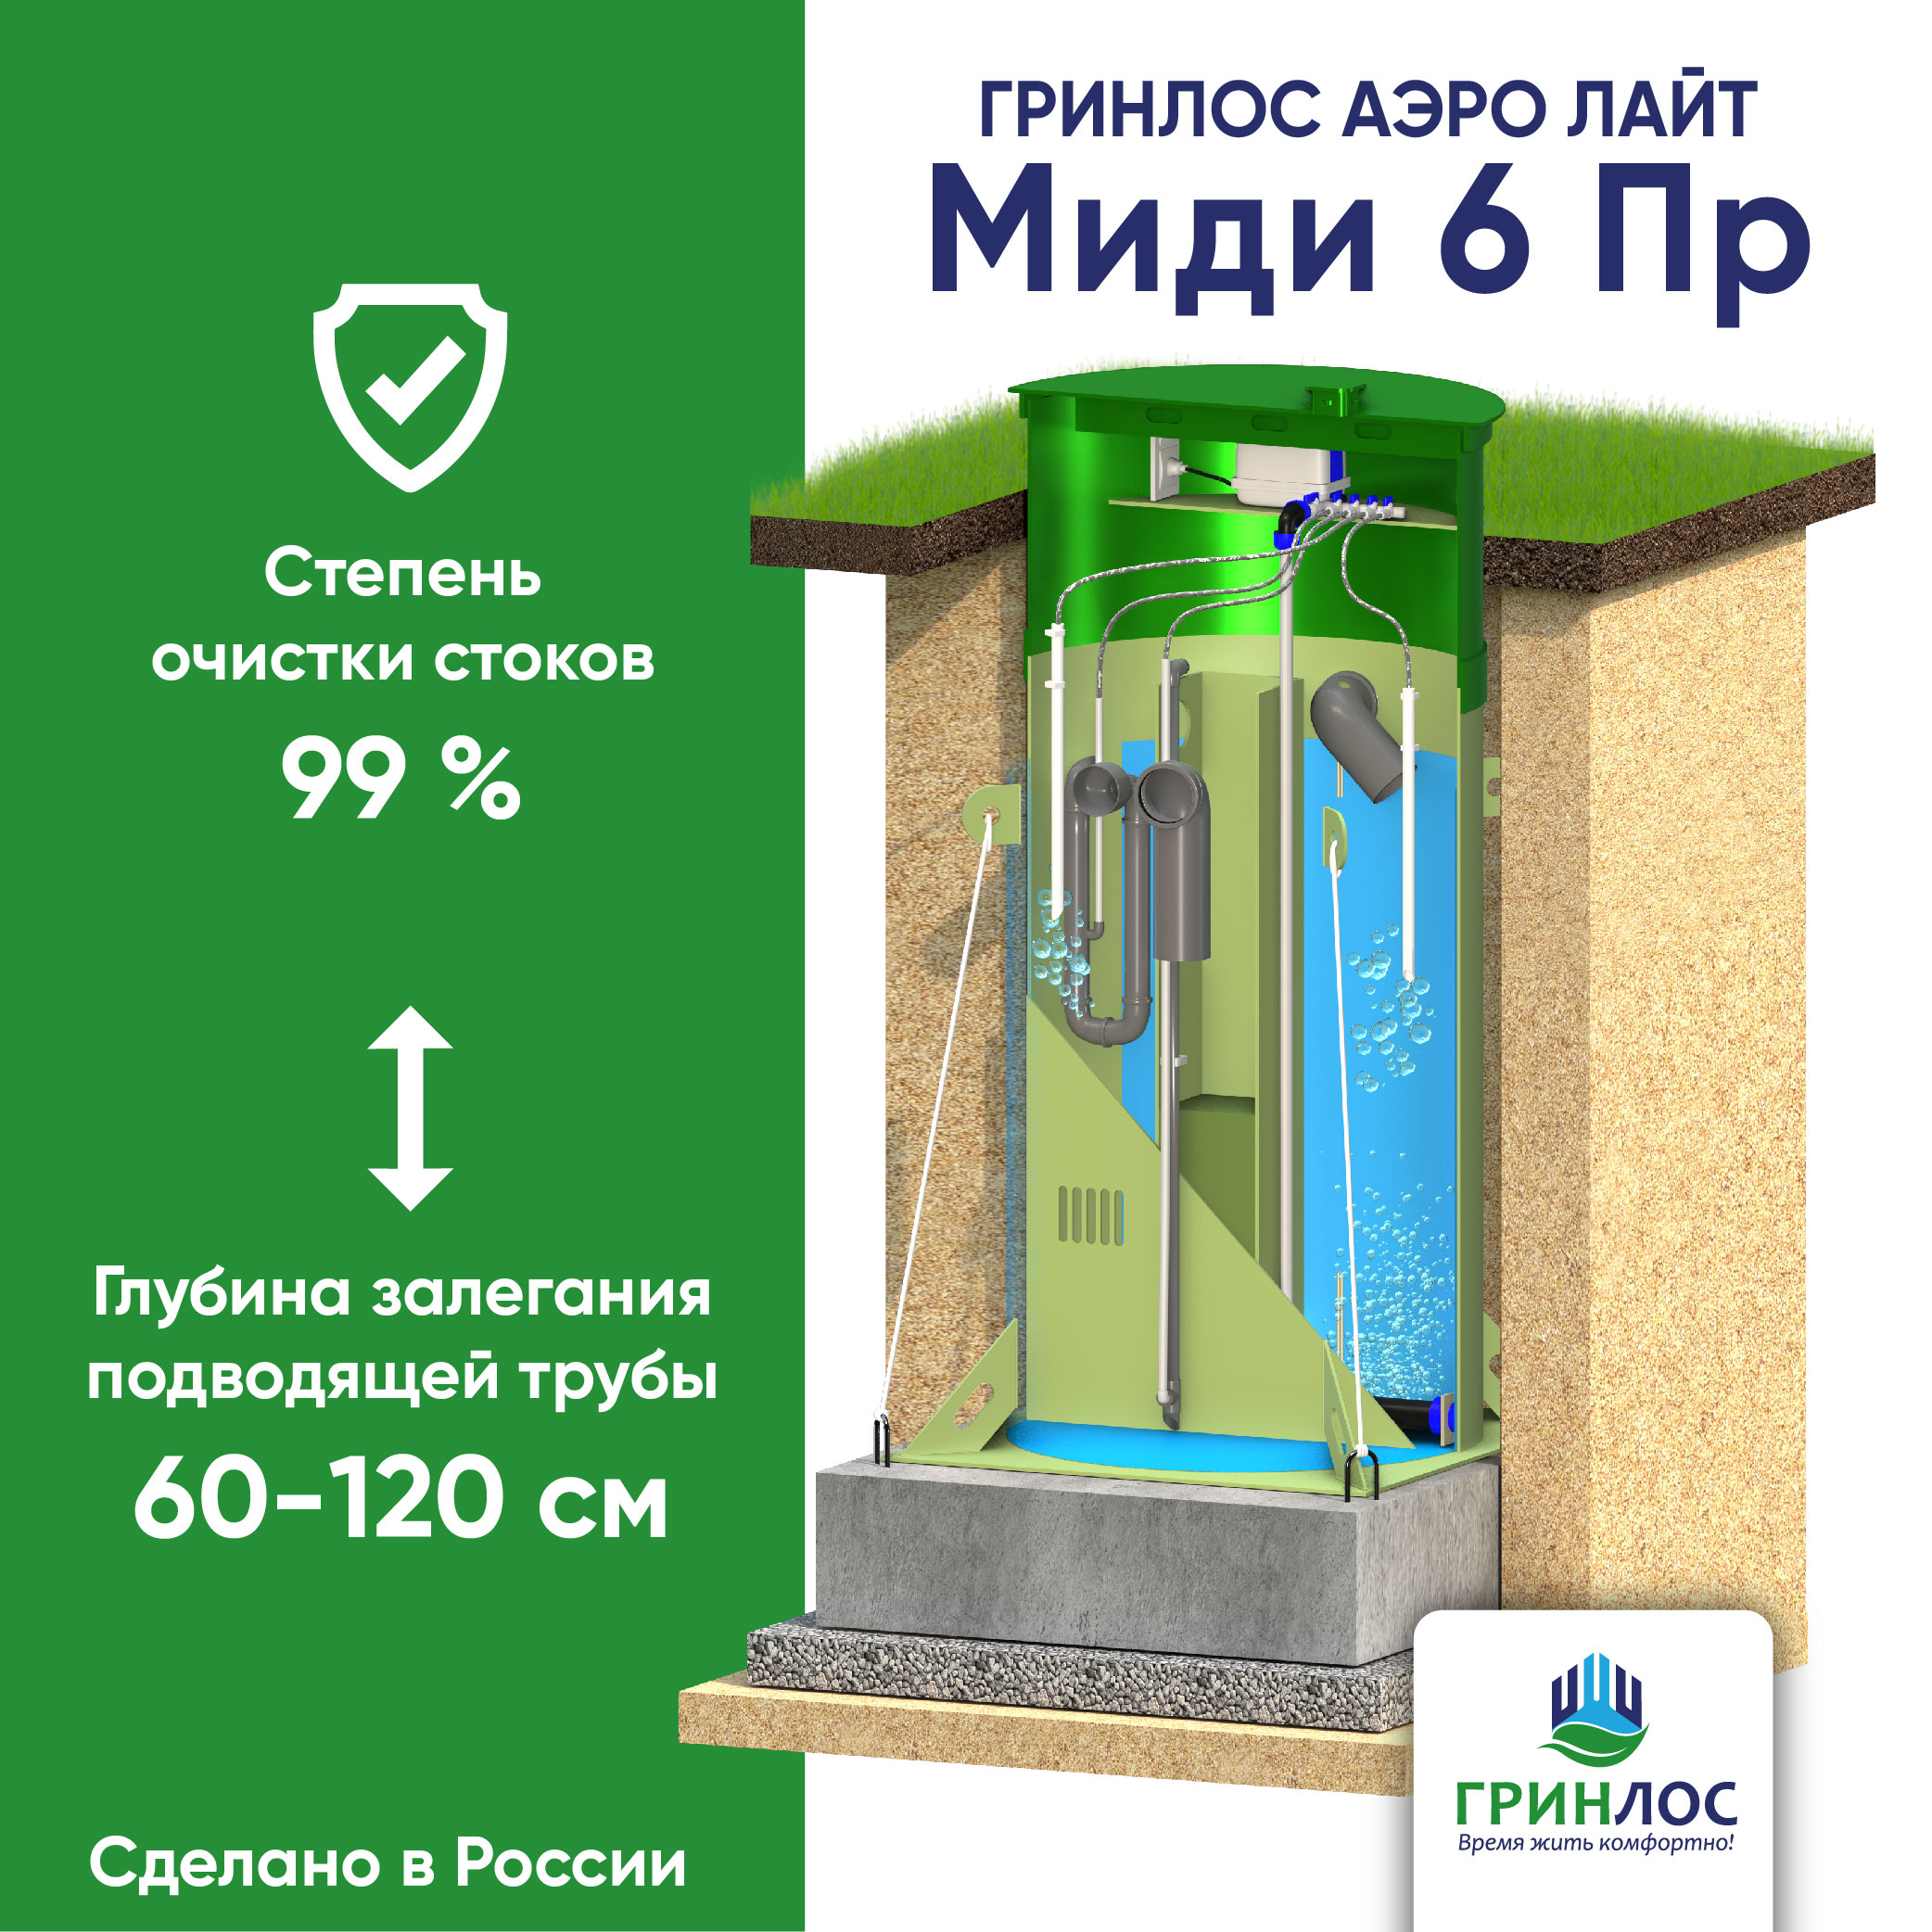 ГРИНЛОС АЭРО ЛАЙТ
Миди 6 Пр
Степень
очистки стоков
99 %
Глубина залегания
подводящей трубы
60-120 см
Сделано в России
ГРИНЛОС
Время жить комфортно!